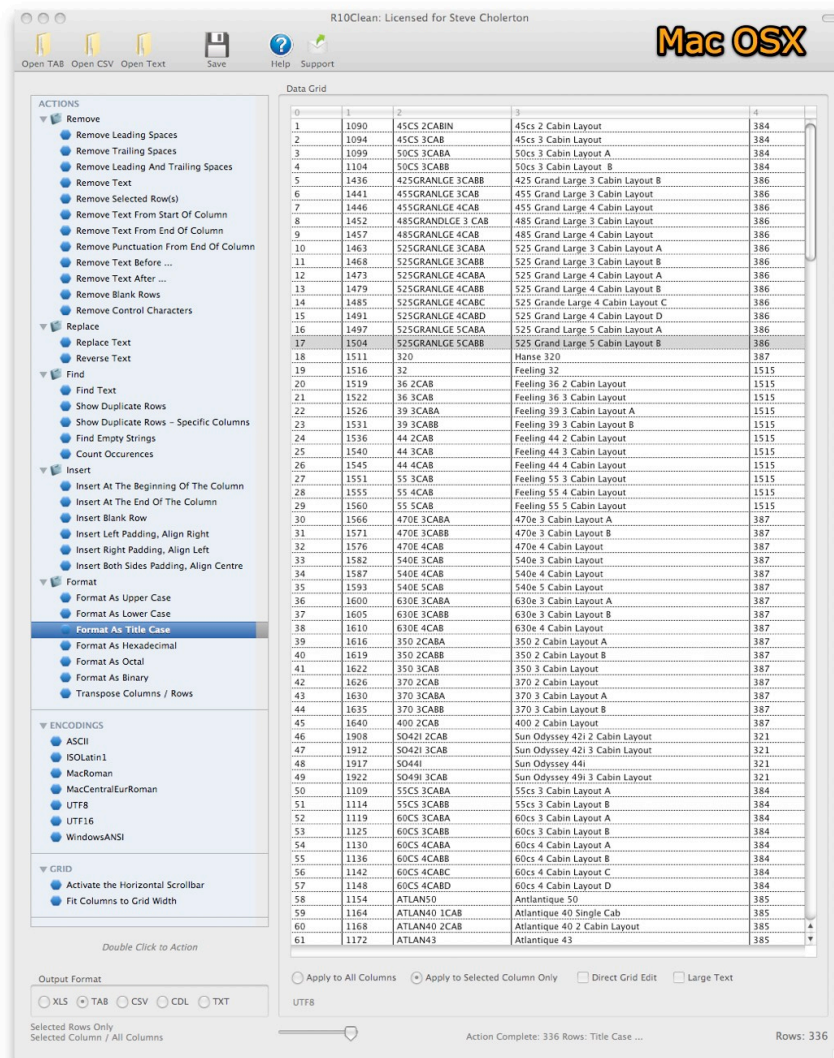 R10Clean: Licensed for Steve Cholerton
Mac OSX
Open TAB Open CSV Open Text Save Help Support
Data Grid
ACTIONS
Remove
Remove Leading Spaces
Remove Trailing Spaces
Remove Leading And Trailing Spaces
Remove Text
Remove Selected Row(s)
Remove Text From Start Of Column
Remove Text From End Of Column
Remove Punctuation From End Of Column
Remove Text Before ...
Remove Text After ...
Remove Blank Rows
Remove Control Characters
Replace
Replace Text
Reverse Text
Find
Find Text
Show Duplicate Rows
Show Duplicate Rows - Specific Columns
Find Empty Strings
Count Occurences
Insert
Insert At The Beginning Of The Column
Insert At The End Of The Column
Insert Blank Row
Insert Left Padding, Align Right
Insert Right Padding, Align Left
Insert Both Sides Padding, Align Centre
Format
Format As Upper Case
Format As Lower Case
Format As Title Case
Format As Hexadecimal
Format As Octal
Format As Binary
Transpose Columns / Rows
ENCODINGS
ASCII
ISOLatin1
MacRoman
MacCentralEurRoman
UTF8
UTF16
WindowsANSI
GRID
Activate the Horizontal Scrollbar
Fit Columns to Grid Width
Double Click to Action
Output Format
XLS TAB CSV CDL TXT
Selected Rows Only
Selected Column / All Columns
0 1 2 3 4
1 1090 45CS 2CABIN 45cs 2 Cabin Layout 384
2 1094 45CS 3CAB 45cs 3 Cabin Layout 384
3 1099 50CS 3CABA 50cs 3 Cabin Layout A 384
4 1104 50CS 3CABB 50cs 3 Cabin Layout B 384
5 1436 425GRANLGE 3CABB 425 Grand Large 3 Cabin Layout B 386
6 1441 455GRANLGE 3CAB 455 Grand Large 3 Cabin Layout 386
7 1446 455GRANLGE 4CAB 455 Grand Large 4 Cabin Layout 386
8 1452 485GRANDLGE 3 CAB 485 Grand Large 3 Cabin Layout 386
9 1457 485GRANLGE 4CAB 485 Grand Large 4 Cabin Layout 386
10 1463 525GRANLGE 3CABA 525 Grand Large 3 Cabin Layout A 386
11 1468 525GRANLGE 3CABB 525 Grand Large 3 Cabin Layout B 386
12 1473 525GRANLGE 4CABA 525 Grand Large 4 Cabin Layout A 386
13 1479 525GRANLGE 4CABB 525 Grand Large 4 Cabin Layout B 386
14 1485 525GRANLGE 4CABC 525 Grande Large 4 Cabin Layout C 386
15 1491 525GRANLGE 4CABD 525 Grand Large 4 Cabin Layout D 386
16 1497 525GRANLGE 5CABA 525 Grand Large 5 Cabin Layout A 386
17 1504 525GRANLGE 5CABB 525 Grand Large 5 Cabin Layout B 386
18 1511 320 Hanse 320 387
19 1516 32 Feeling 32 1515
20 1519 36 2CAB Feeling 36 2 Cabin Layout 1515
21 1522 36 3CAB Feeling 36 3 Cabin Layout 1515
22 1526 39 3CABA Feeling 39 3 Cabin Layout A 1515
23 1531 39 3CABB Feeling 39 3 Cabin Layout B 1515
24 1536 44 2CAB Feeling 44 2 Cabin Layout 1515
25 1540 44 3CAB Feeling 44 3 Cabin Layout 1515
26 1545 44 4CAB Feeling 44 4 Cabin Layout 1515
27 1551 55 3CAB Feeling 55 3 Cabin Layout 1515
28 1555 55 4CAB Feeling 55 4 Cabin Layout 1515
29 1560 55 5CAB Feeling 55 5 Cabin Layout 1515
30 1566 470E 3CABA 470e 3 Cabin Layout A 387
31 1571 470E 3CABB 470e 3 Cabin Layout B 387
32 1576 470E 4CAB 470e 4 Cabin Layout 387
33 1582 540E 3CAB 540e 3 Cabin Layout 387
34 1587 540E 4CAB 540e 4 Cabin Layout 387
35 1593 540E 5CAB 540e 5 Cabin Layout 387
36 1600 630E 3CABA 630e 3 Cabin Layout A 387
37 1605 630E 3CABB 630e 3 Cabin Layout B 387
38 1610 630E 4CAB 630e 4 Cabin Layout 387
39 1616 350 2CABA 350 2 Cabin Layout A 387
40 1619 350 2CABB 350 2 Cabin Layout B 387
41 1622 350 3CAB 350 3 Cabin Layout 387
42 1626 370 2CAB 370 2 Cabin Layout 387
43 1630 370 3CABA 370 3 Cabin Layout A 387
44 1635 370 3CABB 370 3 Cabin Layout B 387
45 1640 400 2CAB 400 2 Cabin Layout 387
46 1908 SO42I 2CAB Sun Odyssey 42i 2 Cabin Layout 321
47 1912 SO42I 3CAB Sun Odyssey 42i 3 Cabin Layout 321
48 1917 SO44I Sun Odyssey 44i 321
49 1922 SO49I 3CAB Sun Odyssey 49i 3 Cabin Layout 321
50 1109 55CS 3CABA 55cs 3 Cabin Layout A 384
51 1114 55CS 3CABB 55cs 3 Cabin Layout B 384
52 1119 60CS 3CABA 60cs 3 Cabin Layout A 384
53 1125 60CS 3CABB 60cs 3 Cabin Layout B 384
54 1130 60CS 4CABA 60cs 4 Cabin Layout A 384
55 1136 60CS 4CABB 60cs 4 Cabin Layout B 384
56 1142 60CS 4CABC 60cs 4 Cabin Layout C 384
57 1148 60CS 4CABD 60cs 4 Cabin Layout D 384
58 1154 ATLAN50 Antlantique 50 385
59 1164 ATLAN40 1CAB Atlantique 40 Single Cab 385
60 1168 ATLAN40 2CAB Atlantique 40 2 Cabin Layout 385
61 1172 ATLAN43 Atlantique 43 385
Apply to All Columns Apply to Selected Column Only Direct Grid Edit Large Text
UTF8
Action Complete: 336 Rows: Title Case ...
Rows: 336